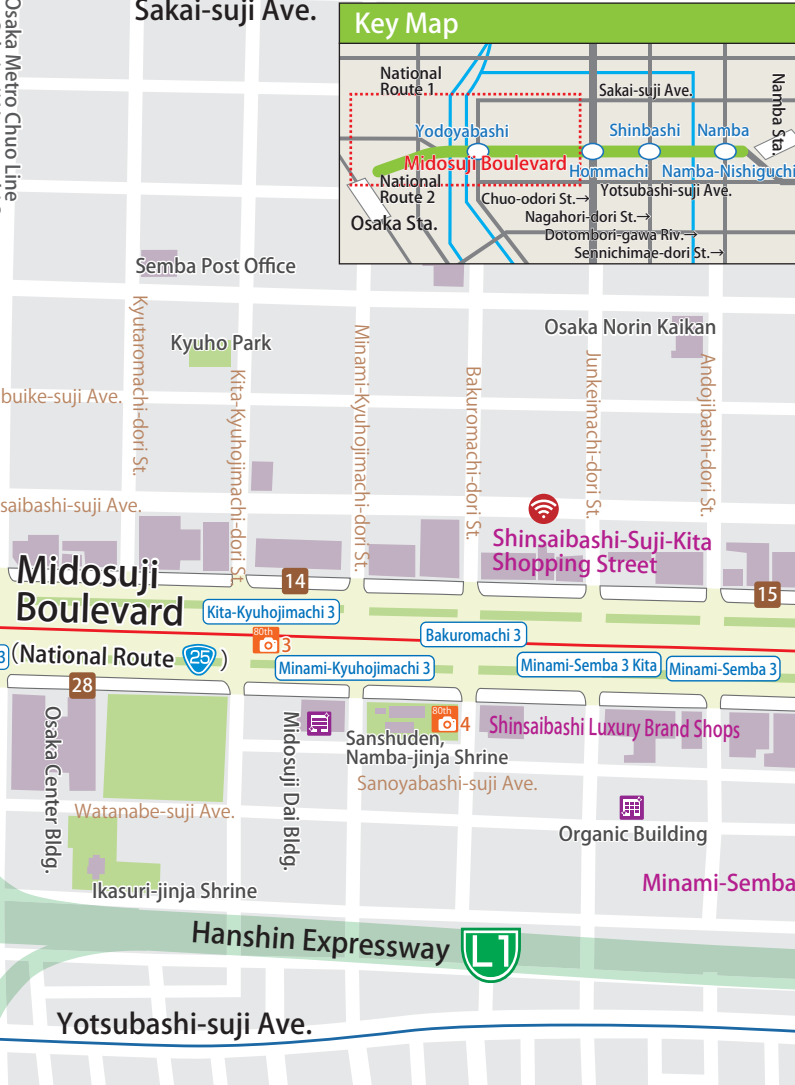 Sakai-suji Ave.
Osaka Metro Chuo Line
Key Map
National
Route 1
Sakai-suji Ave.
Namba Sta.
Yodoyabashi
Shinbashi
Namba
Midosuji Boulevard
Hommachi
Namba-Nishiguchi
National
Route 2
Yotsubashi-suji Ave.
Chuo-odori St.→
Osaka Sta.
Nagahori-dori St.→
Dotombori-gawa Riv.→
Sennichimae-dori St.→
Semba Post Office
Kyutaromachi-dori St.
Kyuho Park
Kita-Kyuhojimachi-dori St.
Minami-Kyuhojimachi-dori St.
Bakuromachi-dori St.
Osaka Norin Kaikan
Junkeimachi-dori St.
Andojibashi-dori St.
buike-suji Ave.
saibashi-suji Ave.
Shinsaibashi-Suji-Kita
Shopping Street
Midosuji
Boulevard
14
15
Kita-Kyuhojimachi 3
80th
3
Bakuromachi 3
3
(National Route 25)
Minami-Kyuhojimachi 3
Minami-Semba 3 Kita
Minami-Semba 3
28
Osaka Center Bldg.
Midosuji Dai Bldg.
80th
4
Sanshuden,
Namba-jinja Shrine
Shinsaibashi Luxury Brand Shops
Sanoyabashi-suji Ave.
Watanabe-suji Ave.
Organic Building
Ikasuri-jinja Shrine
Minami-Semba
Hanshin Expressway
L1
Yotsubashi-suji Ave.